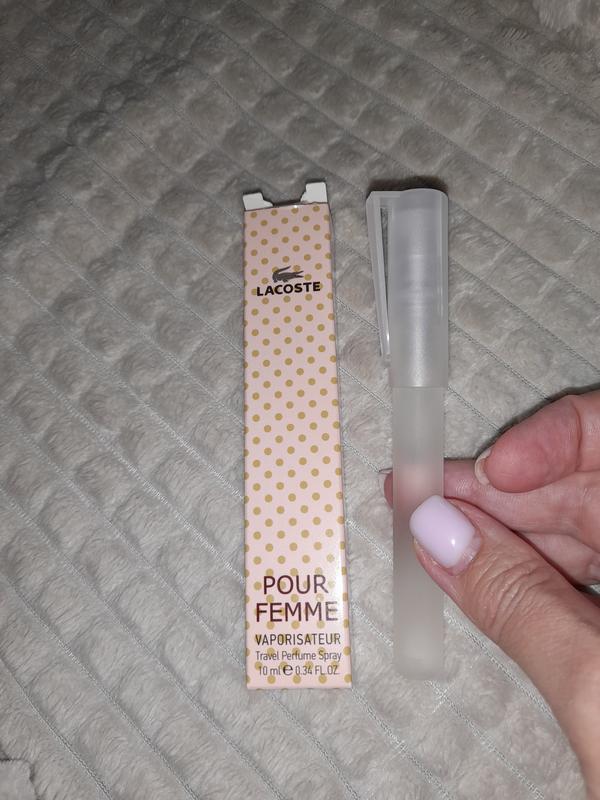 LACOSTE
POUR
FEMME
VAPORISATEUR
Travel Perfume Spray
10 ml ℮ 0.34 FL.OZ.